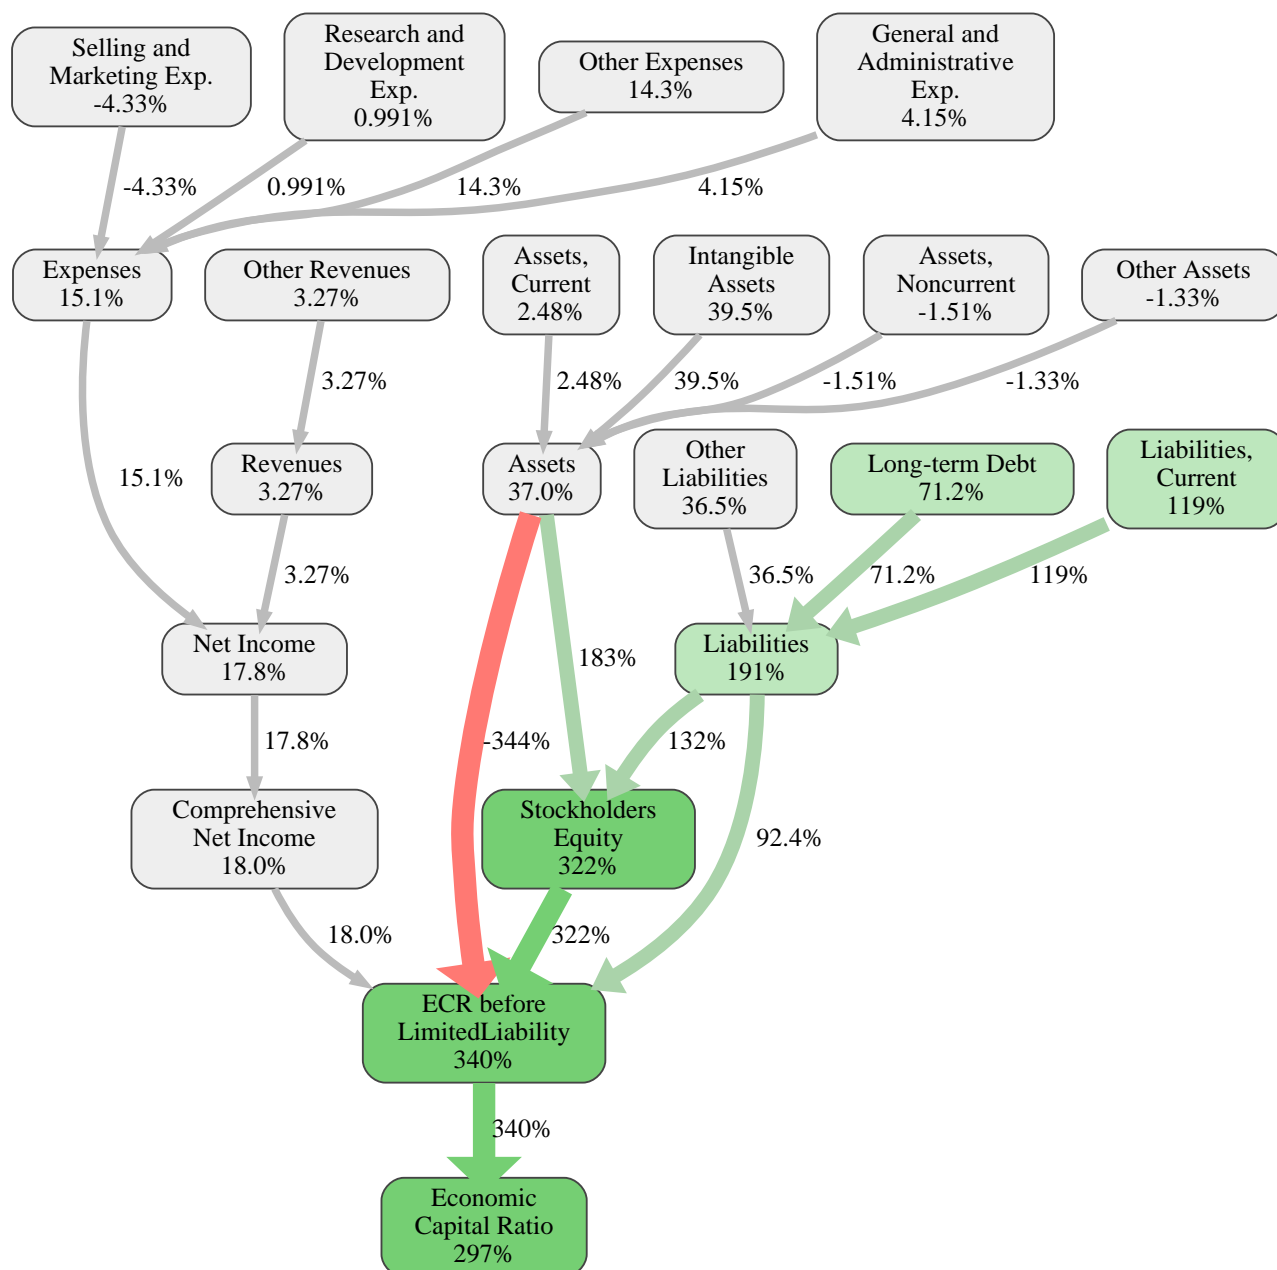 Selling and
Marketing Exp.
-4.33%
Research and
Development
Exp.
0.991%
Other Expenses
14.3%
General and
Administrative
Exp.
4.15%
-4.33%
0.991%
14.3%
4.15%
Expenses
15.1%
Other Revenues
3.27%
Assets,
Current
2.48%
Intangible
Assets
39.5%
Assets,
Noncurrent
-1.51%
Other Assets
-1.33%
3.27%
2.48%
39.5%
-1.51%
-1.33%
15.1%
Revenues
3.27%
Assets
37.0%
Other
Liabilities
36.5%
Long-term Debt
71.2%
Liabilities,
Current
119%
3.27%
36.5%
71.2%
119%
Net Income
17.8%
183%
Liabilities
191%
17.8%
-344%
132%
Comprehensive
Net Income
18.0%
Stockholders
Equity
322%
92.4%
18.0%
322%
ECR before
LimitedLiability
340%
340%
Economic
Capital Ratio
297%